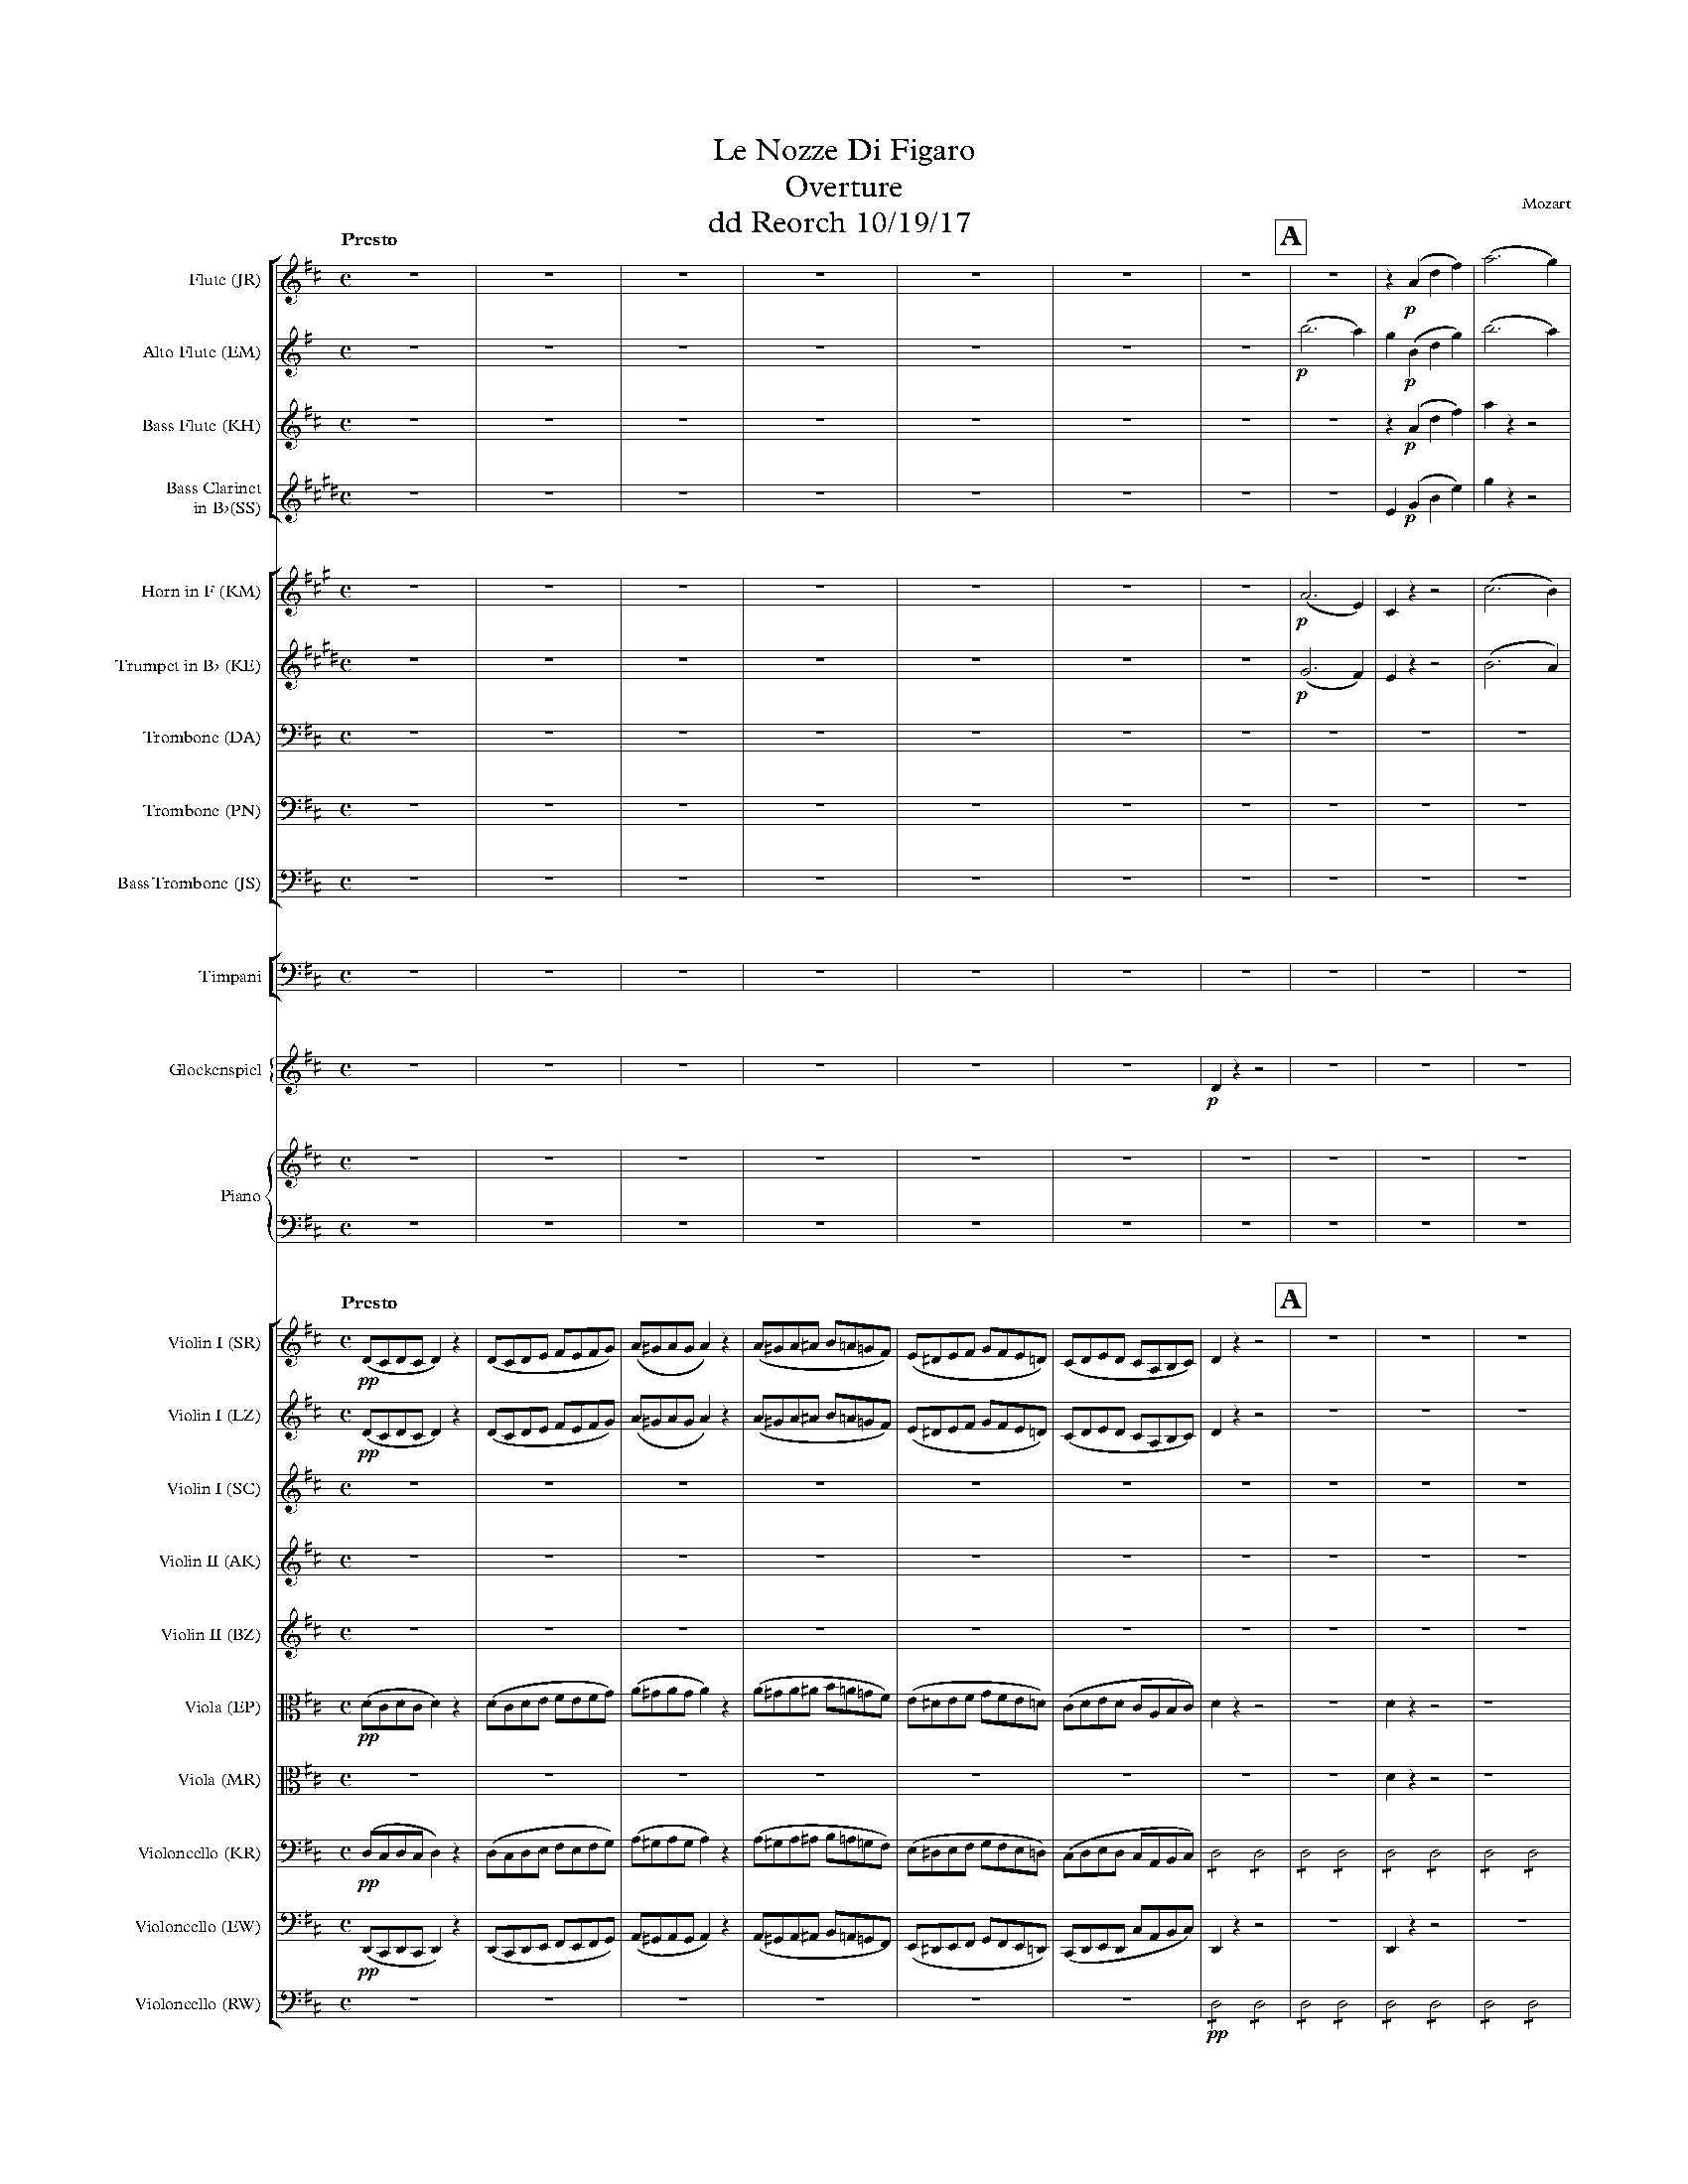 Le Nozze Di Figaro
Overture
dd Reorch 10/19/17
Mozart
Presto
A
Flute (JR)
p
Alto Flute (EM)
p
p
Bass Flute (KH)
p
Bass Clarinet
in B♭(SS)
p
Horn in F (KM)
p
Trumpet in B♭ (KE)
p
Trombone (DA)
Trombone (PN)
Bass Trombone (JS)
Timpani
Glockenspiel
p
Piano
Presto
A
Violin I (SR)
pp
Violin I (LZ)
pp
Violin I (SC)
Violin II (AK)
Violin II (BZ)
Viola (EP)
pp
Viola (MR)
Violoncello (KR)
pp
Violoncello (EW)
pp
Violoncello (RW)
pp